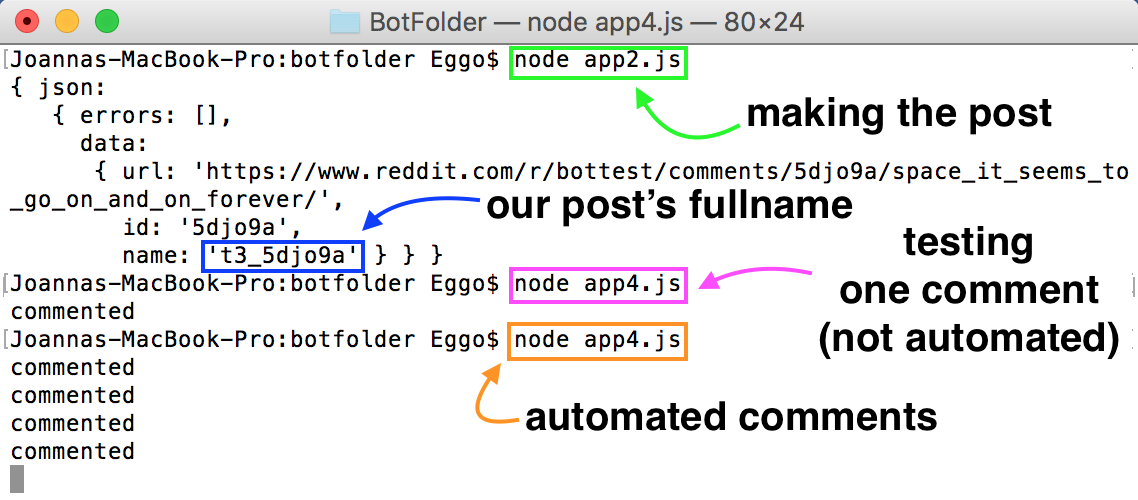 BotFolder — node app4.js — 80×24
[Joannas-MacBook-Pro:botfolder Eggo$ node app2.js
{ json:
{ errors: [],
making the post
data:
{ url: 'https://www.reddit.com/r/bottest/comments/5djo9a/space_it_seems_to
_go_on_and_on_forever/',
our post's fullname
id: '5djo9a',
name: 't3_5djo9a' } } }
testing
one comment
(not automated)
[Joannas-MacBook-Pro:botfolder Eggo$ node app4.js
commented
[Joannas-MacBook-Pro:botfolder Eggo$ node app4.js
commented
commented
automated comments
commented
commented